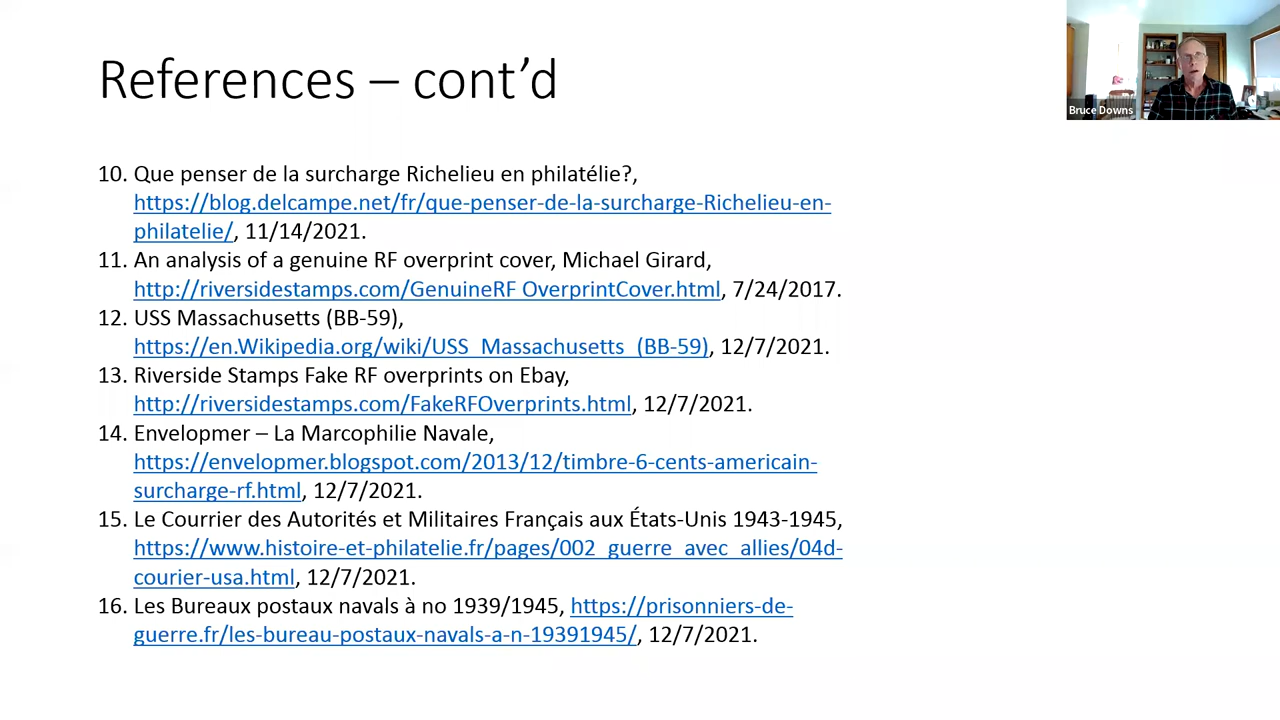 References – cont’d
Bruce Downs
10. Que penser de la surcharge Richelieu en philatélie?,
https://blog.delcampe.net/fr/que-penser-de-la-surcharge-Richelieu-en-
philatelie/, 11/14/2021.
11. An analysis of a genuine RF overprint cover, Michael Girard,
http://riversidestamps.com/GenuineRF OverprintCover.html, 7/24/2017.
12. USS Massachusetts (BB-59),
https://en.Wikipedia.org/wiki/USS_Massachusetts_(BB-59), 12/7/2021.
13. Riverside Stamps Fake RF overprints on Ebay,
http://riversidestamps.com/FakeRFOverprints.html, 12/7/2021.
14. Envelopmer – La Marcophilie Navale,
https://envelopmer.blogspot.com/2013/12/timbre-6-cents-americain-
surcharge-rf.html, 12/7/2021.
15. Le Courrier des Autorités et Militaires Français aux États-Unis 1943-1945,
https://www.histoire-et-philatelie.fr/pages/002_guerre_avec_allies/04d-
courier-usa.html, 12/7/2021.
16. Les Bureaux postaux navals à no 1939/1945, https://prisonniers-de-
guerre.fr/les-bureau-postaux-navals-a-n-19391945/, 12/7/2021.